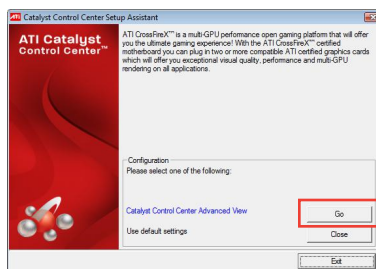 ATI Catalyst Control Center Setup Assistant
ATI Catalyst
Control Center™
ATI CrossFireX™ is a multi-GPU performance open gaming platform that will offer
you the ultimate gaming experience! With the ATI CrossFireX™ certified
motherboard you can plug in two or more compatible ATI certified graphics cards
which will offer you exceptional visual quality, performance and multi-GPU
rendering on all applications.
Configuration
Please select one of the following:
Catalyst Control Center Advanced View
Go
Use default settings
Close
Exit